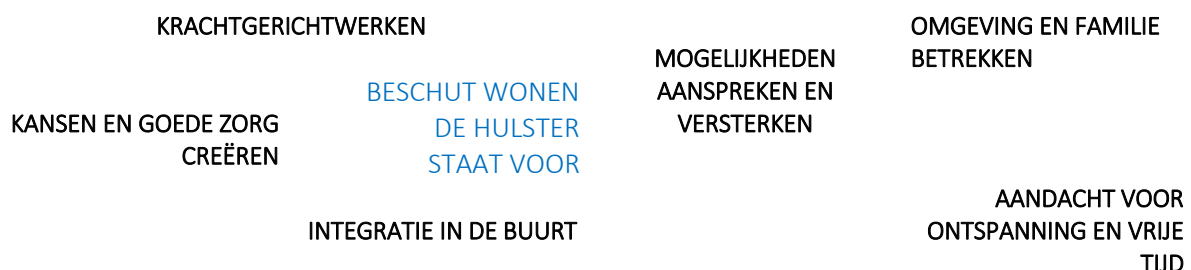 KRACHTGERICHTWERKEN
OMGEVING EN FAMILIE
BETREKKEN
MOGELIJKHEDEN
AANSPREKEN EN
VERSTERKEN
BESCHUT WONEN
DE HULSTER
STAAT VOOR
KANSEN EN GOEDE ZORG
CREËREN
INTEGRATIE IN DE BUURT
AANDACHT VOOR
ONTSPANNING EN VRIJE
TIJD